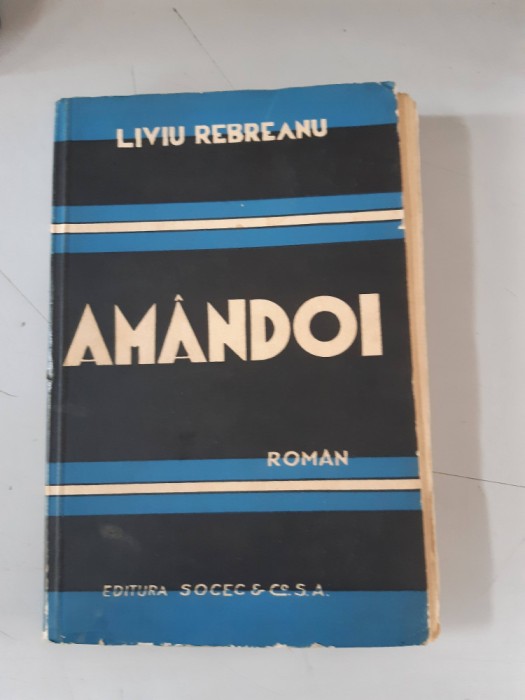 LIVIU REBREANU
AMÂNDOI
ROMAN
EDITURA SOCEC & Co. S.A.